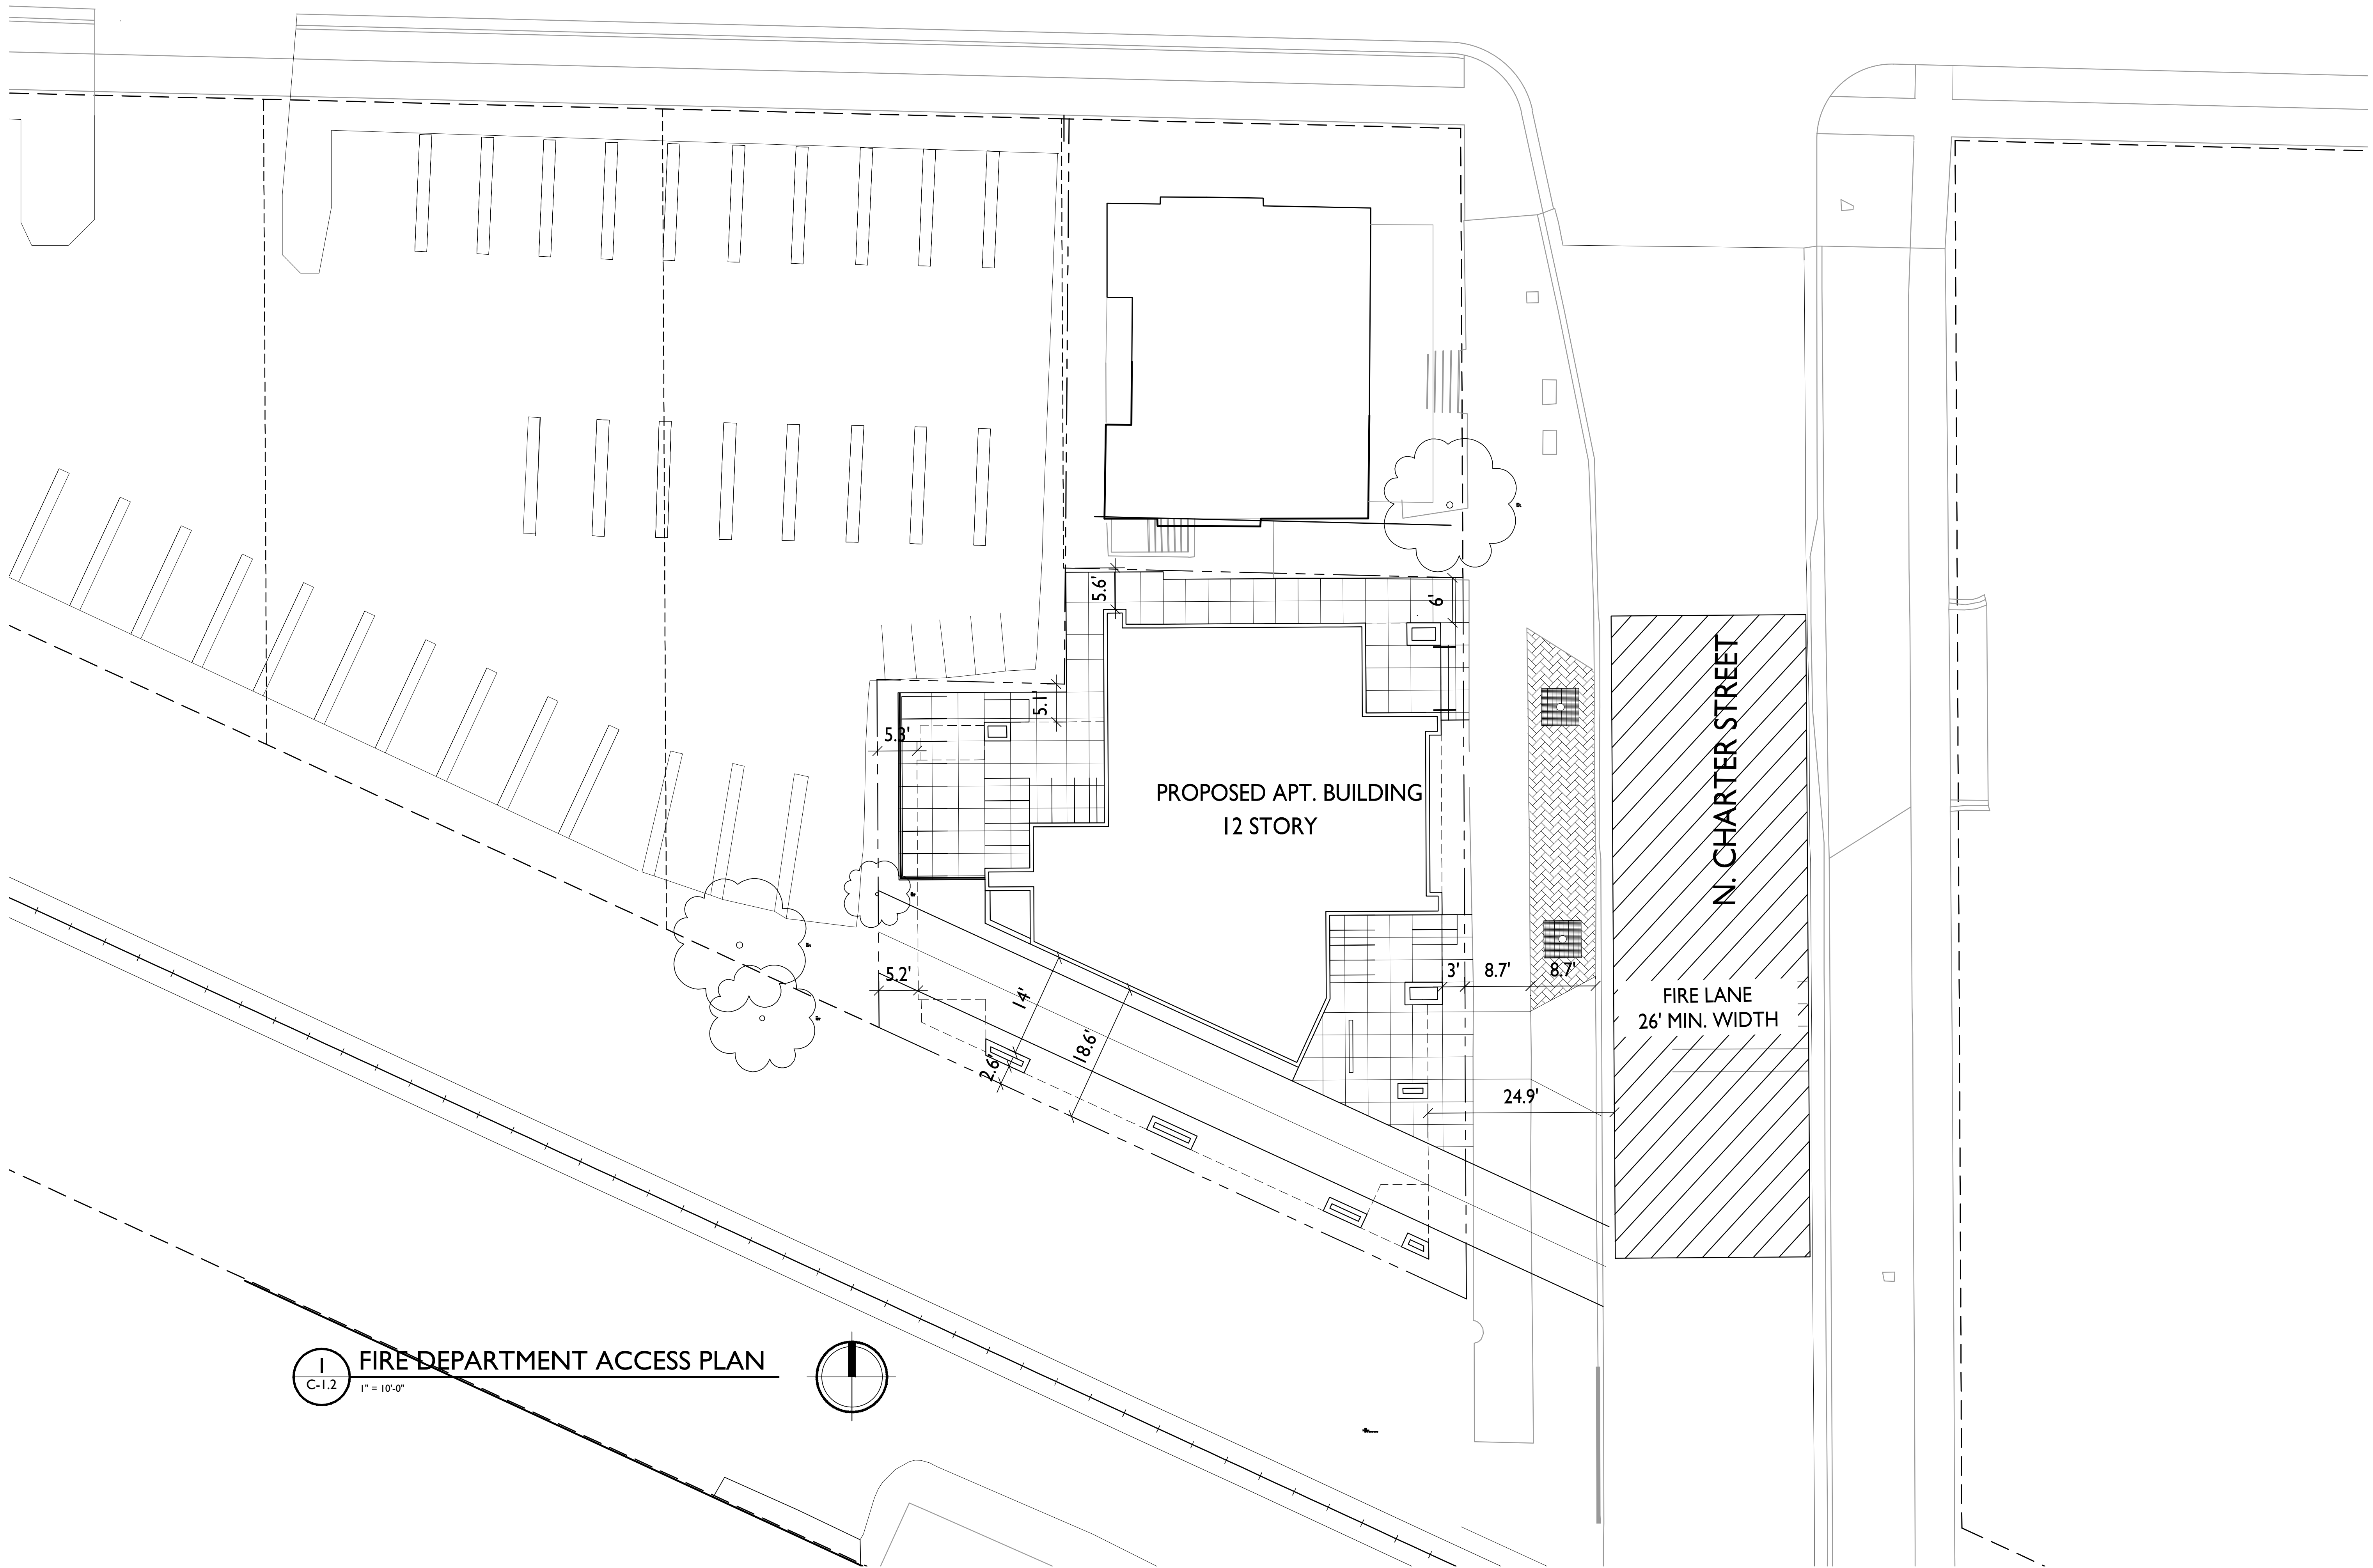 5.6'
6'
5.1'
5.3'
PROPOSED APT. BUILDING
12 STORY
N. CHARTER STREET
5.2'
14'
18.6'
2.6'
3'
8.7'
8.7'
FIRE LANE
26' MIN. WIDTH
24.9'
1
C-1.2
FIRE DEPARTMENT ACCESS PLAN
1" = 10'-0"